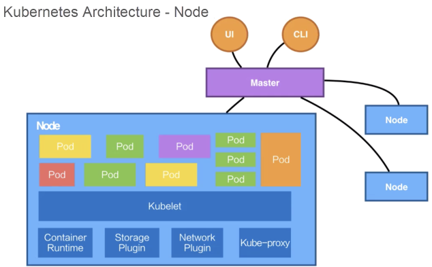 Kubernetes Architecture - Node
UI
CLI
Master
Node
Node
Node
Pod
Pod
Pod
Pod
Pod
Pod
Pod
Pod
Pod
Pod
Kubelet
Container
Runtime
Storage
Plugin
Network
Plugin
Kube-proxy